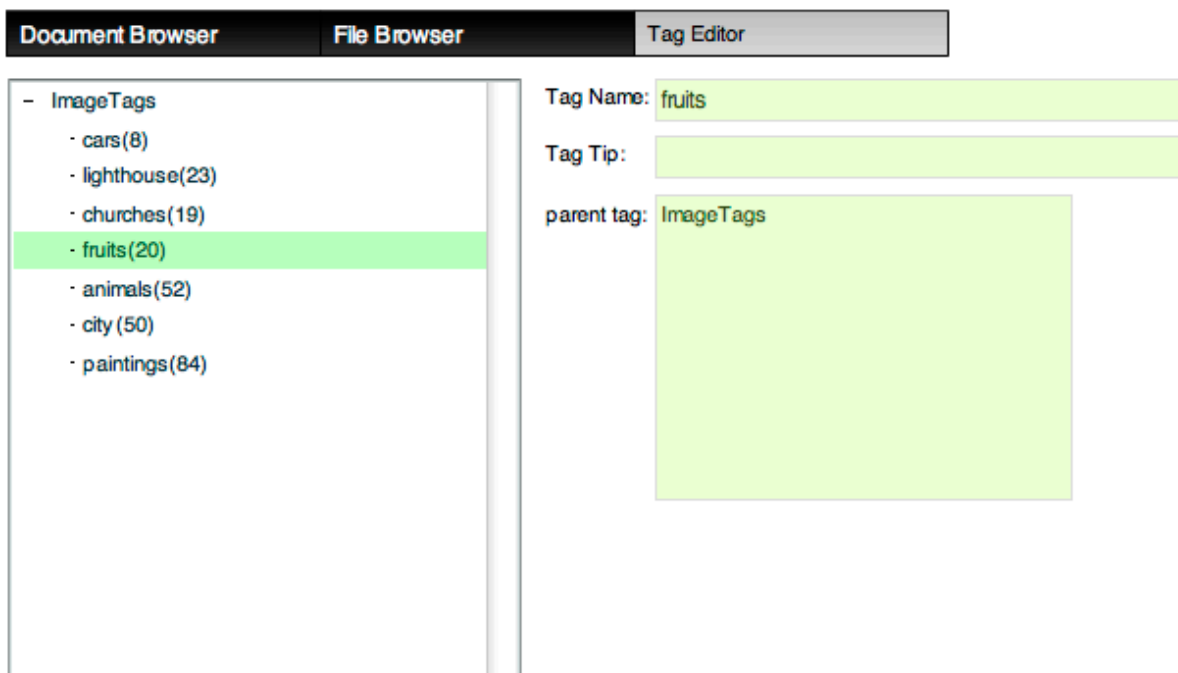 Document Browser File Browser Tag Editor
- ImageTags
- cars(8)
- lighthouse(23)
- churches(19)
- fruits(20)
- animals(52)
- city(50)
- paintings(84)
Tag Name: fruits
Tag Tip:
parent tag: ImageTags